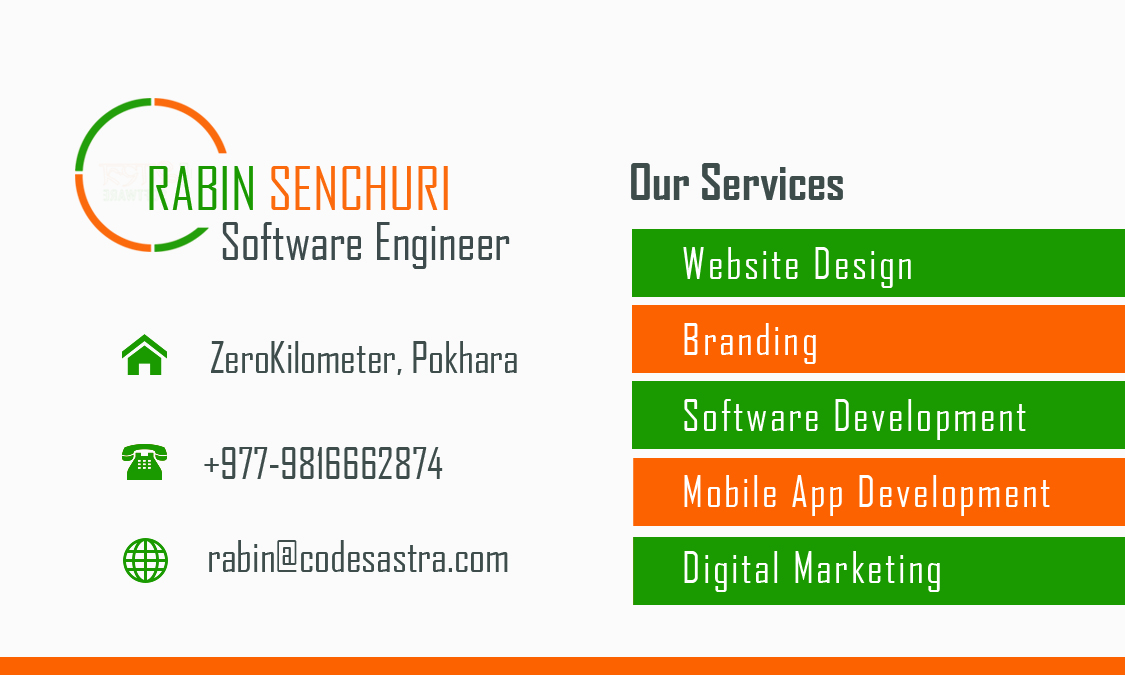 RABIN SENCHURI
Software Engineer
ZeroKilometer, Pokhara
+977-9816662874
rabin@codesastra.com
Our Services
Website Design
Branding
Software Development
Mobile App Development
Digital Marketing